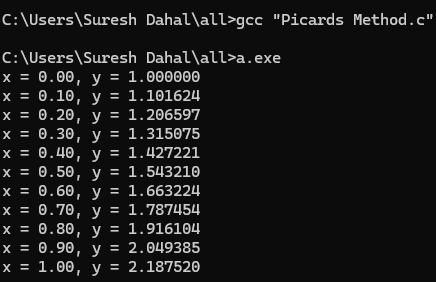 C:\Users\Suresh Dahal\all>gcc "Picards Method.c"
C:\Users\Suresh Dahal\all>a.exe
x = 0.00, y = 1.000000
x = 0.10, y = 1.101624
x = 0.20, y = 1.206597
x = 0.30, y = 1.315075
x = 0.40, y = 1.427221
x = 0.50, y = 1.543210
x = 0.60, y = 1.663224
x = 0.70, y = 1.787454
x = 0.80, y = 1.916104
x = 0.90, y = 2.049385
x = 1.00, y = 2.187520